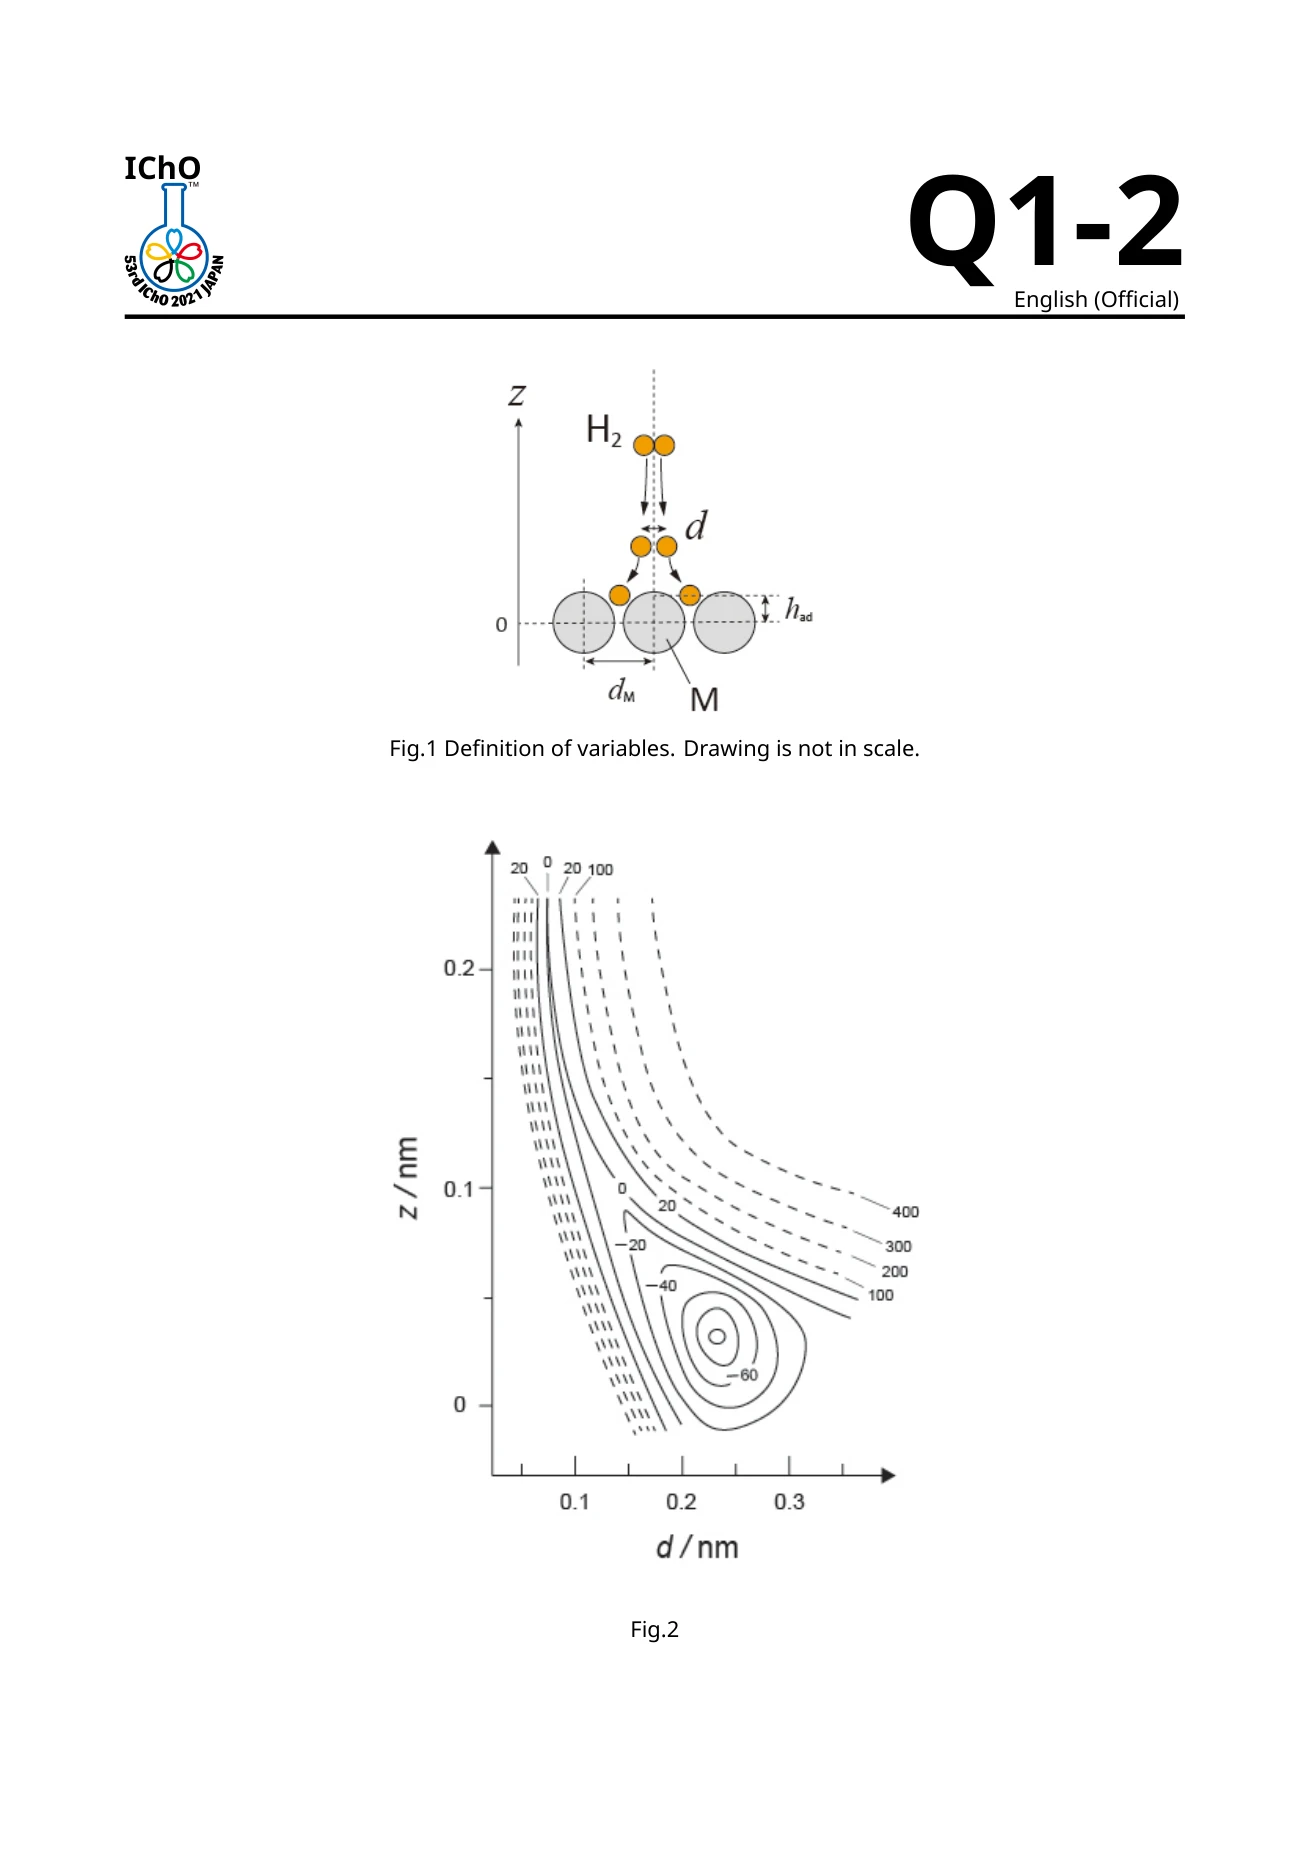 IChO
TM
53rd IChO 2021 JAPAN
Q1-2
English (Official)
z
H2
d
0
had
dM
M
Fig.1 Definition of variables. Drawing is not in scale.
20 0 20 100
0.2
0.1
0
z / nm
0
20
−20
−40
−60
400
300
200
100
0.1 0.2 0.3
d / nm
Fig.2